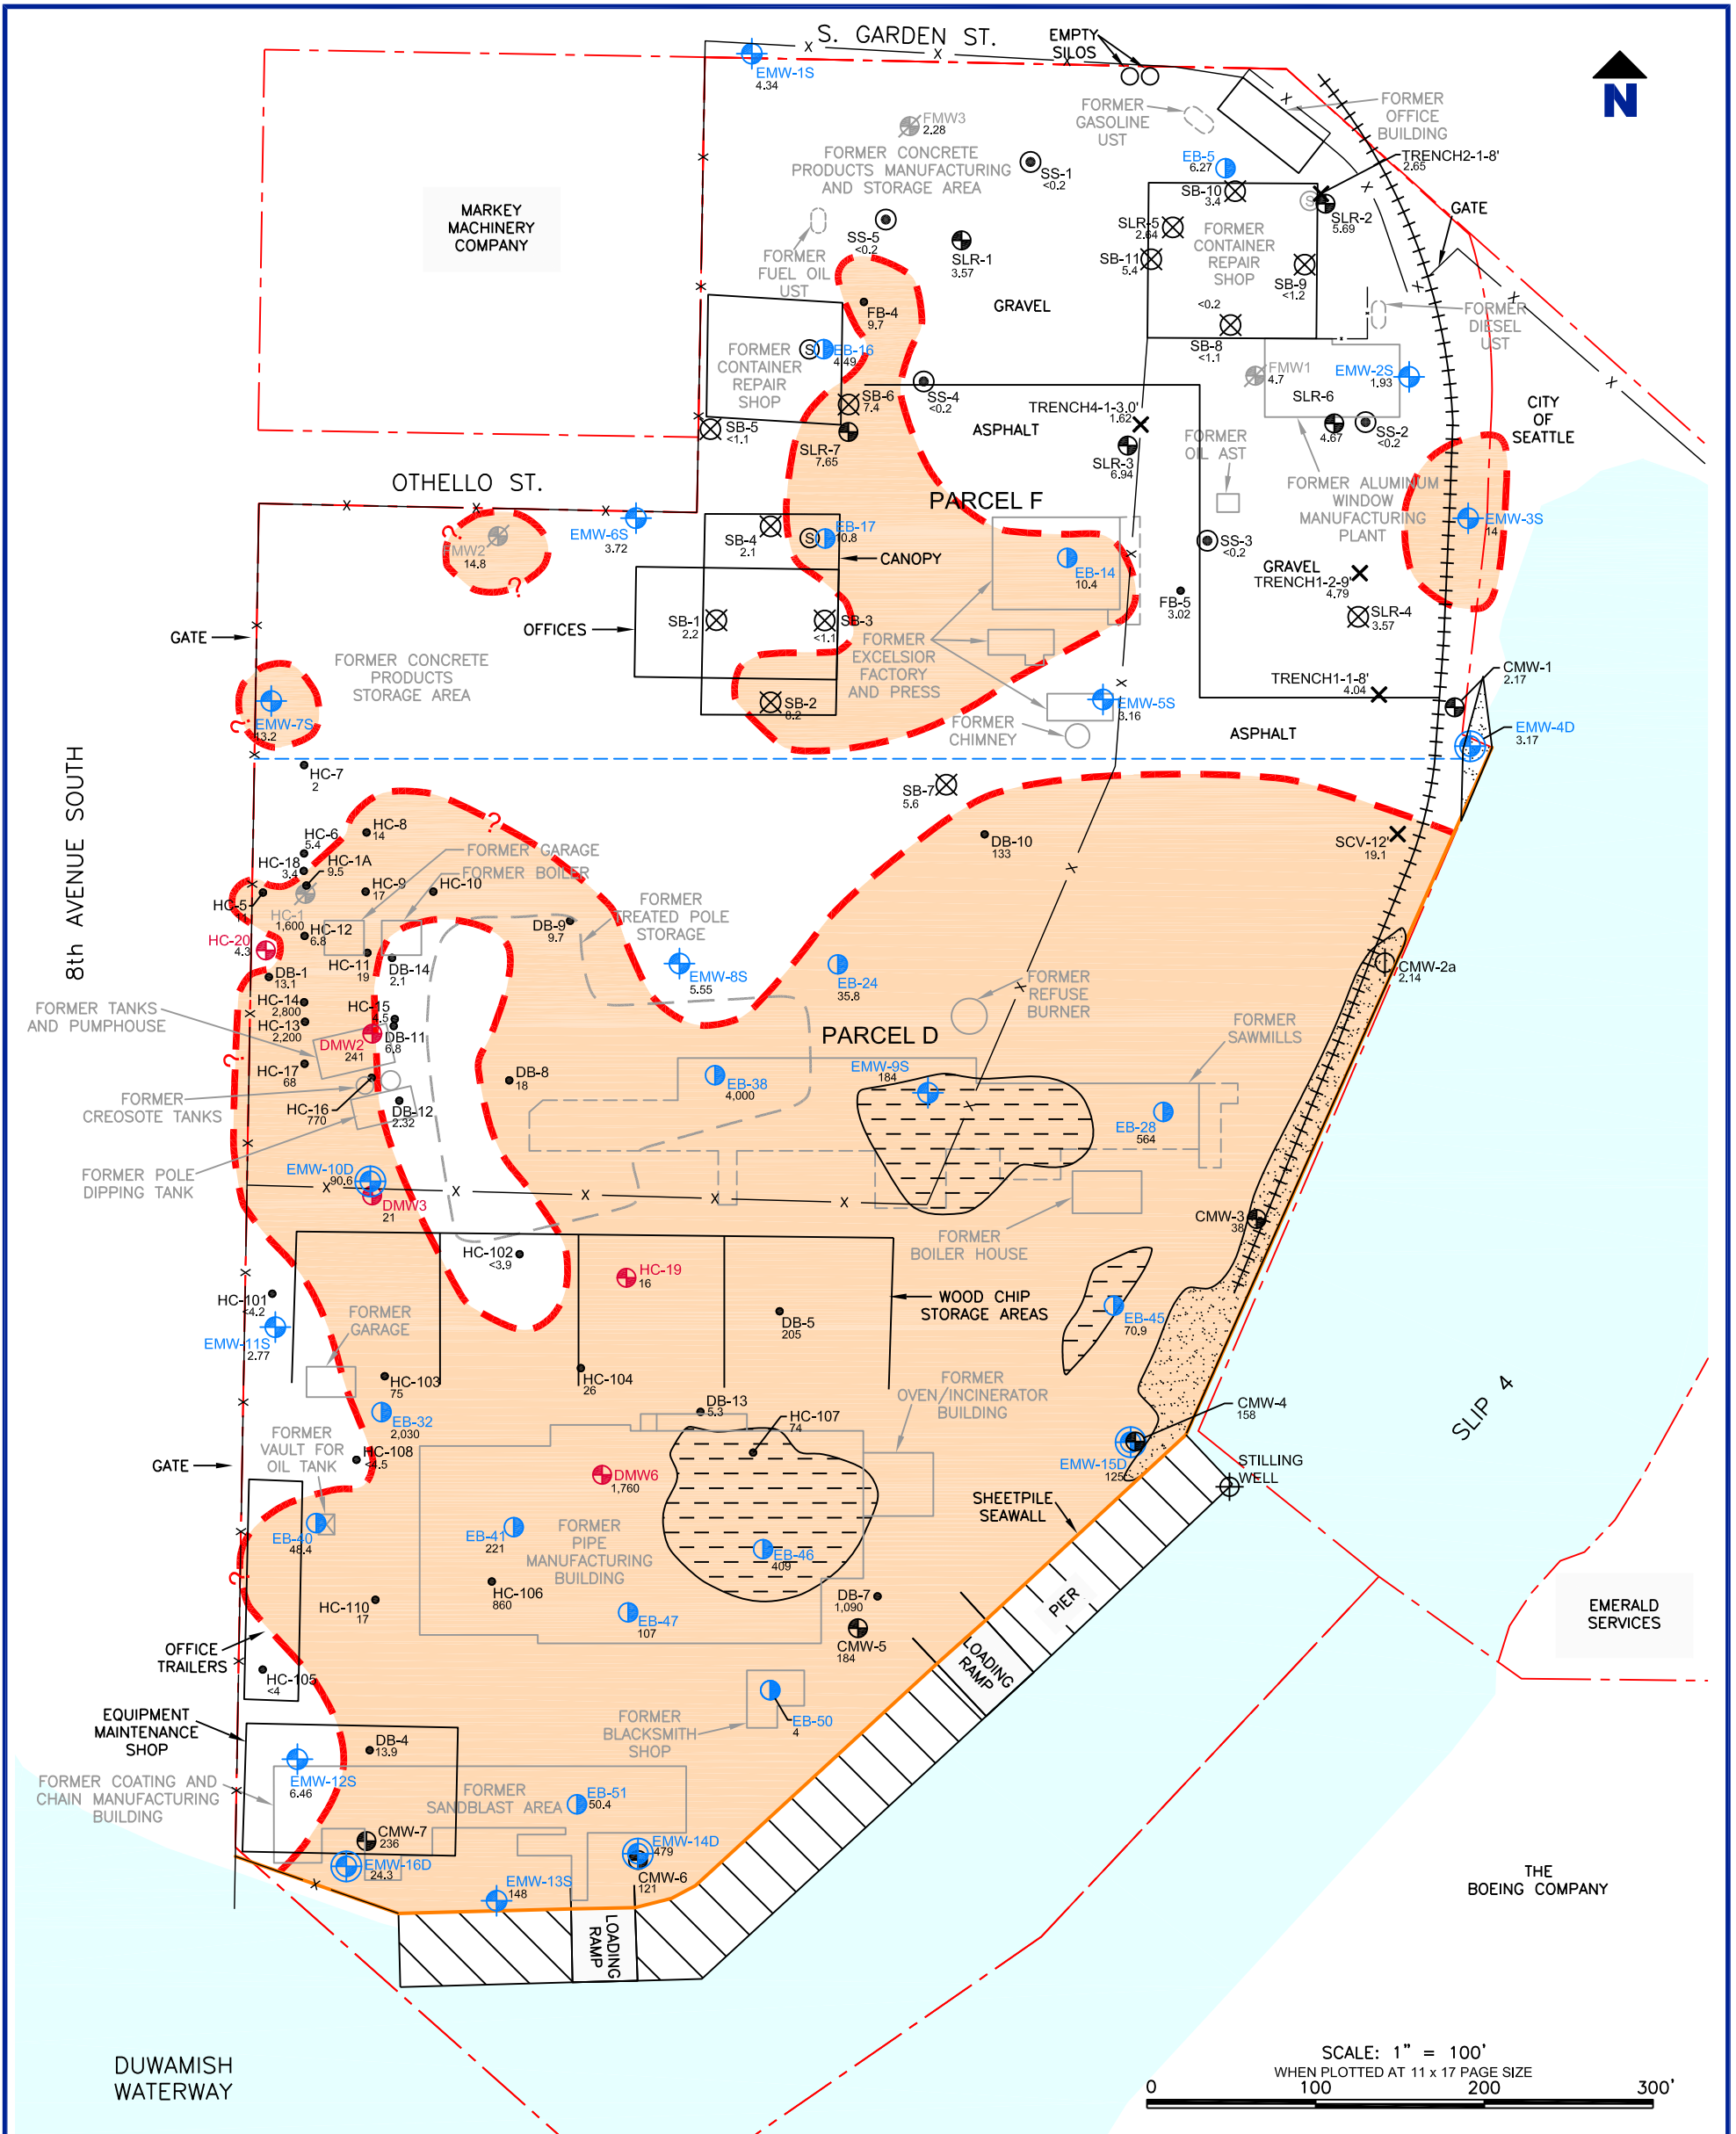 S. GARDEN ST.
EMPTY
SILOS
N
EMW-1S
4.34
FORMER
GASOLINE
UST
FORMER
OFFICE
BUILDING
FMW3
2.28
FORMER CONCRETE
PRODUCTS MANUFACTURING
AND STORAGE AREA
SS-1
<0.2
EB-5
6.27
TRENCH2-1-8'
2.65
MARKEY
MACHINERY
COMPANY
SB-10
3.4
S
SLR-2
5.69
GATE
SS-5
<0.2
SLR-1
3.57
SLR-5
2.64
FORMER
CONTAINER
REPAIR
SHOP
SB-11
5.4
SB-9
<1.2
FORMER
FUEL OIL
UST
FB-4
9.7
GRAVEL
<0.2
SB-8
<1.1
FORMER
DIESEL
UST
FORMER
CONTAINER
REPAIR
SHOP
S
EB-16
4.49
FMW1
4.7
EMW-2S
1.93
SB-6
7.4
SS-4
<0.2
SLR-6
4.67
SS-2
<0.2
TRENCH4-1-3.0'
1.62
CITY
OF
SEATTLE
SB-5
<1.1
SLR-7
7.65
ASPHALT
SLR-3
6.94
FORMER
OIL AST
OTHELLO ST.
PARCEL F
FORMER ALUMINUM
WINDOW
MANUFACTURING
PLANT
EMW-6S
3.72
EMW-3S
14
?
FMW2
14.8
?
SB-4
2.1
S
EB-17
10.8
CANOPY
EB-14
10.4
SS-3
<0.2
GRAVEL
TRENCH1-2-9'
4.79
FB-5
3.02
SLR-4
3.57
GATE
OFFICES
SB-1
2.2
SB-3
<1.1
FORMER
EXCELSIOR
FACTORY
AND PRESS
FORMER CONCRETE
PRODUCTS
STORAGE AREA
CMW-1
2.17
TRENCH1-1-8'
4.04
?
EMW-7S
13.2
SB-2
8.2
EMW-5S
3.16
FORMER
CHIMNEY
ASPHALT
EMW-4D
3.17
8th AVENUE SOUTH
HC-7
2
SB-7
5.6
HC-8
14
?
HC-6
5.4
DB-10
133
SCV-12'
19.1
FORMER GARAGE
HC-18
3.4
HC-1A
9.5
FORMER BOILER
HC-9
17
HC-10
HC-5
11
HC-1
1,600
FORMER
TREATED POLE
STORAGE
DB-9
9.7
HC-12
6.8
HC-20
4.3
HC-11
19
DB-14
2.1
EMW-8S
5.55
EB-24
35.8
CMW-2a
2.14
DB-1
13.1
FORMER
REFUSE
BURNER
FORMER TANKS
AND PUMPHOUSE
HC-14
2,800
HC-15
4.5
HC-13
2,200
FORMER
SAWMILLS
DMW2
241
DB-11
6.8
PARCEL D
?
HC-17
68
DB-8
18
EB-38
4,000
EMW-9S
184
FORMER
CREOSOTE TANKS
HC-16
770
DB-12
2.32
EB-28
564
FORMER POLE
DIPPING TANK
EMW-10D
90.6
DMW3
21
CMW-3
38
HC-102
<3.9
FORMER
BOILER HOUSE
HC-19
16
HC-101
<4.2
WOOD CHIP
STORAGE AREAS
DB-5
205
EB-45
70.9
EMW-11S
2.77
FORMER
GARAGE
HC-103
75
HC-104
26
FORMER
OVEN/INCINERATOR
BUILDING
SLIP 4
EB-32
2,030
DB-13
5.3
HC-107
74
CMW-4
158
FORMER
VAULT FOR
OIL TANK
GATE
HC-108
<4.5
DMW6
1,760
EMW-15D
125
STILLING
WELL
SHEETPILE
SEAWALL
EB-40
48.4
EB-41
221
FORMER
PIPE
MANUFACTURING
BUILDING
EB-46
409
?
HC-110
17
HC-106
860
DB-7
1,090
PIER
EMERALD
SERVICES
EB-47
107
CMW-5
184
OFFICE
TRAILERS
LOADING
RAMP
HC-105
<4
EB-50
4
EQUIPMENT
MAINTENANCE
SHOP
FORMER
BLACKSMITH
SHOP
DB-4
13.9
EMW-12S
6.46
FORMER COATING AND
CHAIN MANUFACTURING
BUILDING
FORMER
SANDBLAST AREA
EB-51
50.4
CMW-7
236
EMW-14D
479
EMW-16D
24.3
CMW-6
121
EMW-13S
148
THE
BOEING COMPANY
LOADING
RAMP
DUWAMISH
WATERWAY
SCALE: 1" = 100'
WHEN PLOTTED AT 11 x 17 PAGE SIZE
0 100 200 300'